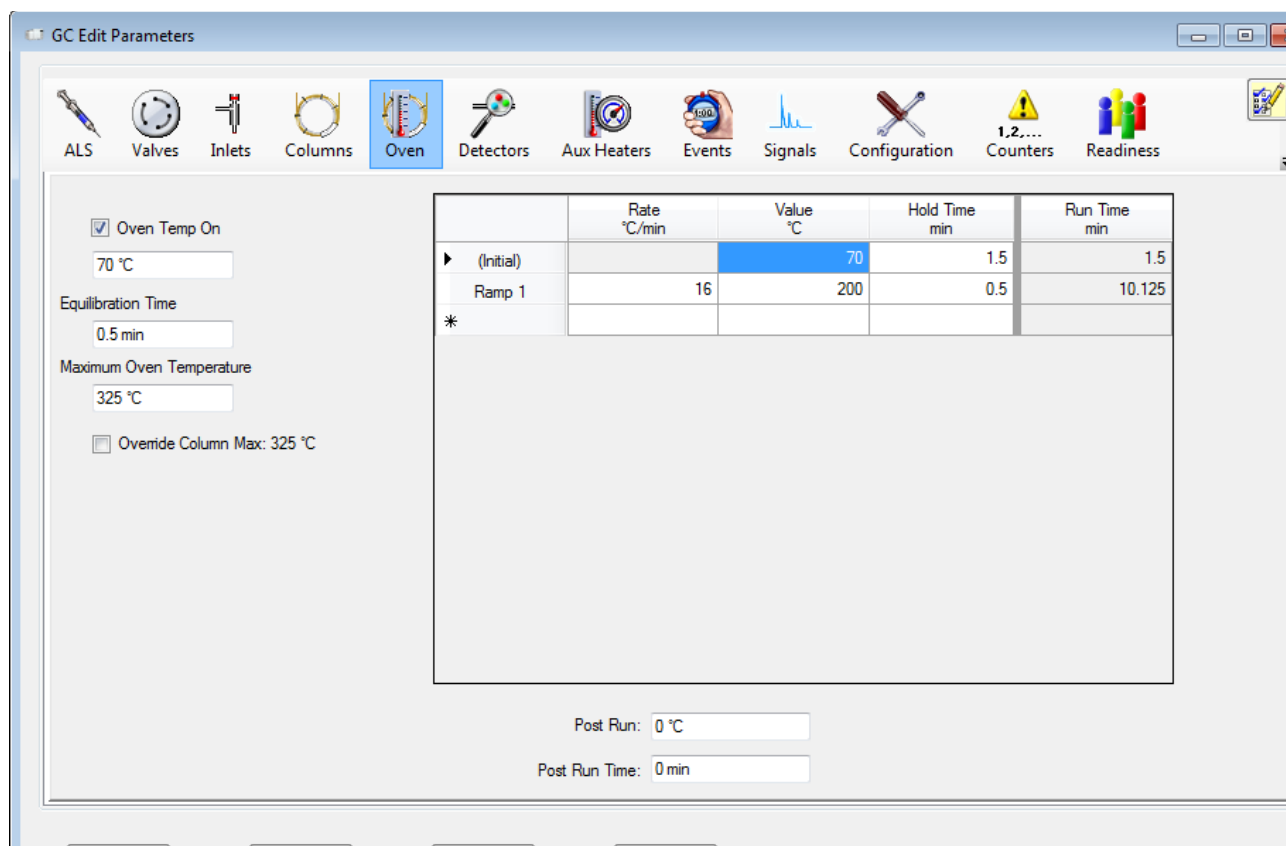 GC Edit Parameters
1,2,...
ALS Valves Inlets Columns Oven Detectors Aux Heaters Events Signals Configuration Counters Readiness
Oven Temp On
70 °C
Equilibration Time
0.5 min
Maximum Oven Temperature
325 °C
Override Column Max: 325 °C
Rate Value Hold Time Run Time
°C/min °C min min
(Initial) 70 1.5 1.5
Ramp 1 16 200 0.5 10.125
Post Run: 0 °C
Post Run Time: 0 min